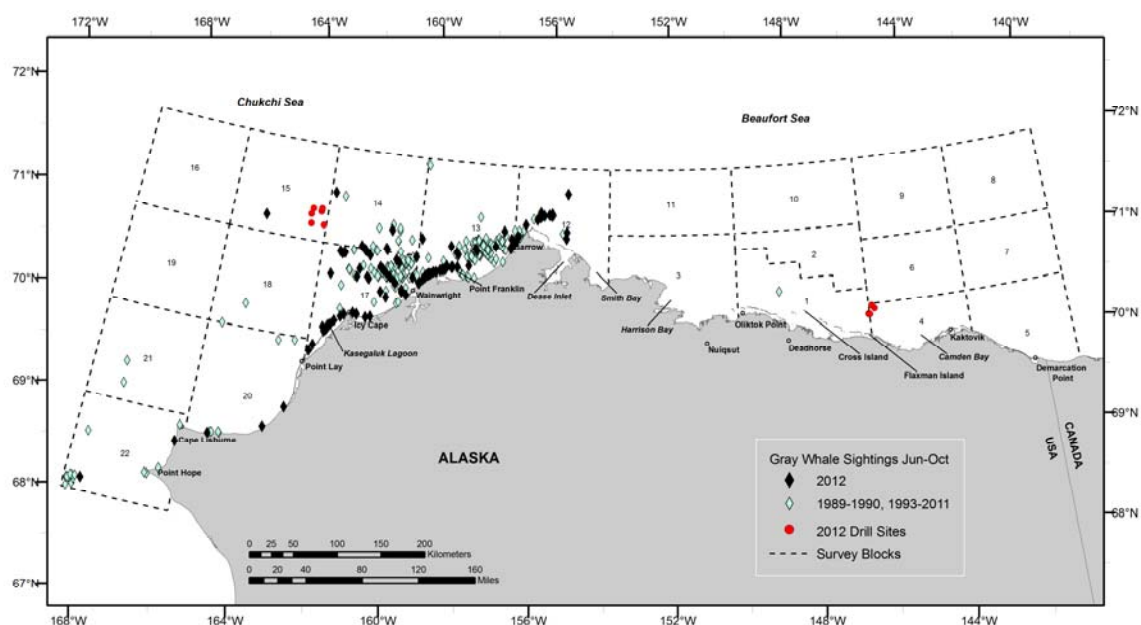 172°W 168°W 164°W 160°W 156°W 152°W 148°W 144°W 140°W
72°N 72°N
Chukchi Sea Beaufort Sea
16 15 14 13 12 11 10 9 8
71°N 71°N
19 18 17 3 2 6 7
70°N 70°N
Barrow
Wainwright
Point Franklin
Dease Inlet
Smith Bay
Harrison Bay
Oliktok Point
1
4
5
Icy Cape
Kasegaluk Lagoon
Nuiqsut
Deadhorse
Cross Island
Camden Bay
Kaktovik
Flaxman Island
Demarcation
Point
Point Lay
21 20
69°N 69°N
Cape Lisburne
22
Point Hope
68°N 68°N
ALASKA
CANADA
USA
Gray Whale Sightings Jun-Oct
2012
1989-1990, 1993-2011
2012 Drill Sites
Survey Blocks
0 25 50 100 150 200
Kilometers
0 20 40 80 120 160
Miles
67°N 67°N
168°W 164°W 160°W 156°W 152°W 148°W 144°W